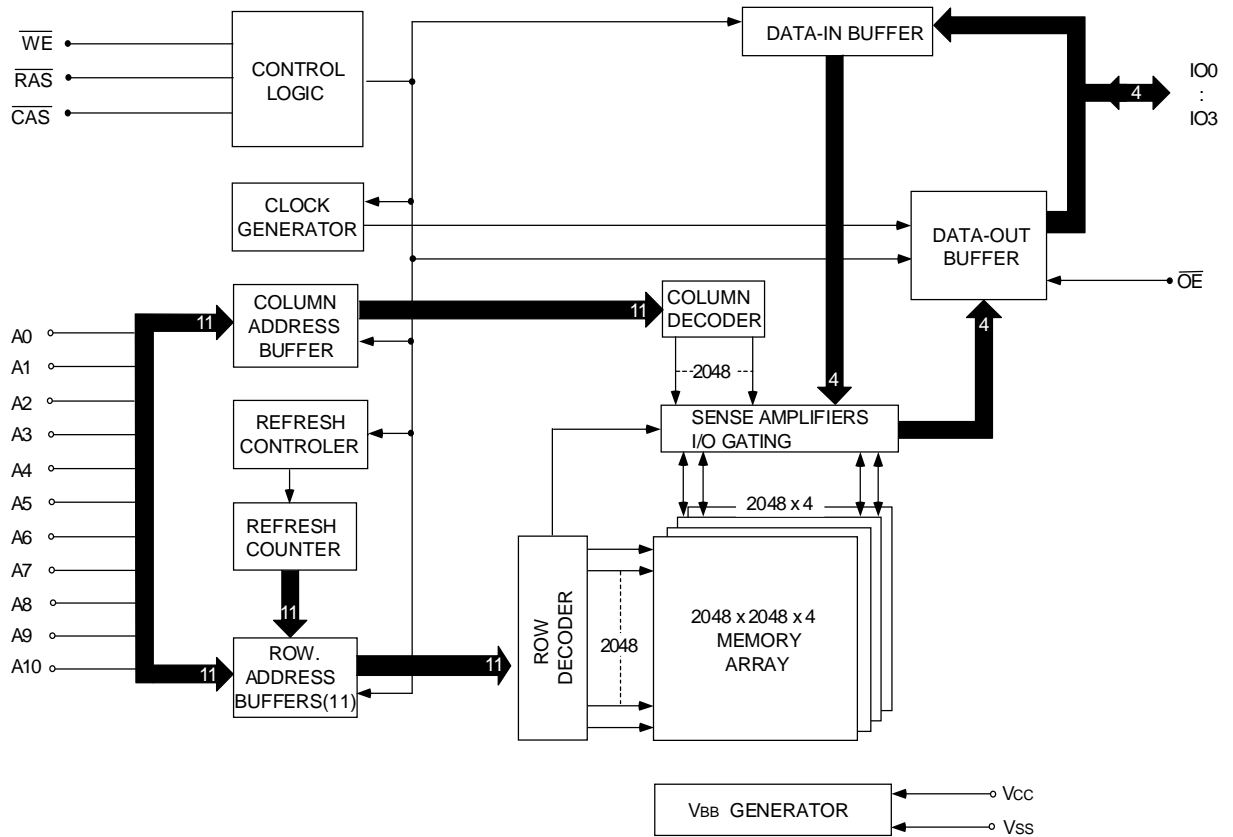 WE
RAS
CAS
CONTROL
LOGIC
DATA-IN BUFFER
4
IO0
:
IO3
CLOCK
GENERATOR
DATA-OUT
BUFFER
OE
COLUMN
ADDRESS
BUFFER
11
11
COLUMN
DECODER
2048
4
4
A0
A1
A2
A3
A4
A5
A6
A7
A8
A9
A10
REFRESH
CONTROLER
SENSE AMPLIFIERS
I/O GATING
REFRESH
COUNTER
11
2048 x 4
ROW
DECODER
2048
2048 x 2048 x 4
MEMORY
ARRAY
11
ROW.
ADDRESS
BUFFERS(11)
11
VBB GENERATOR
Vcc
Vss